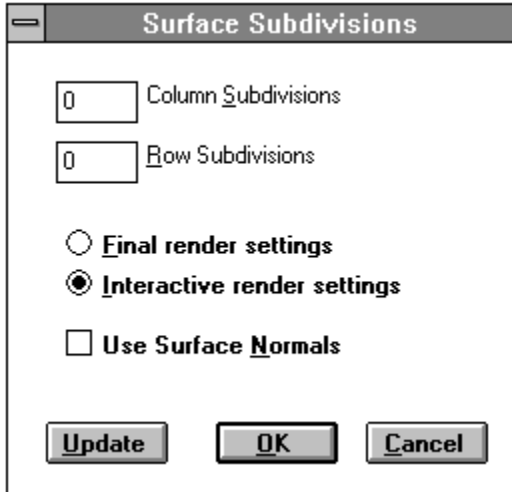 Surface Subdivisions
0 Column Subdivisions
0 Row Subdivisions
Final render settings
Interactive render settings
Use Surface Normals
Update OK Cancel